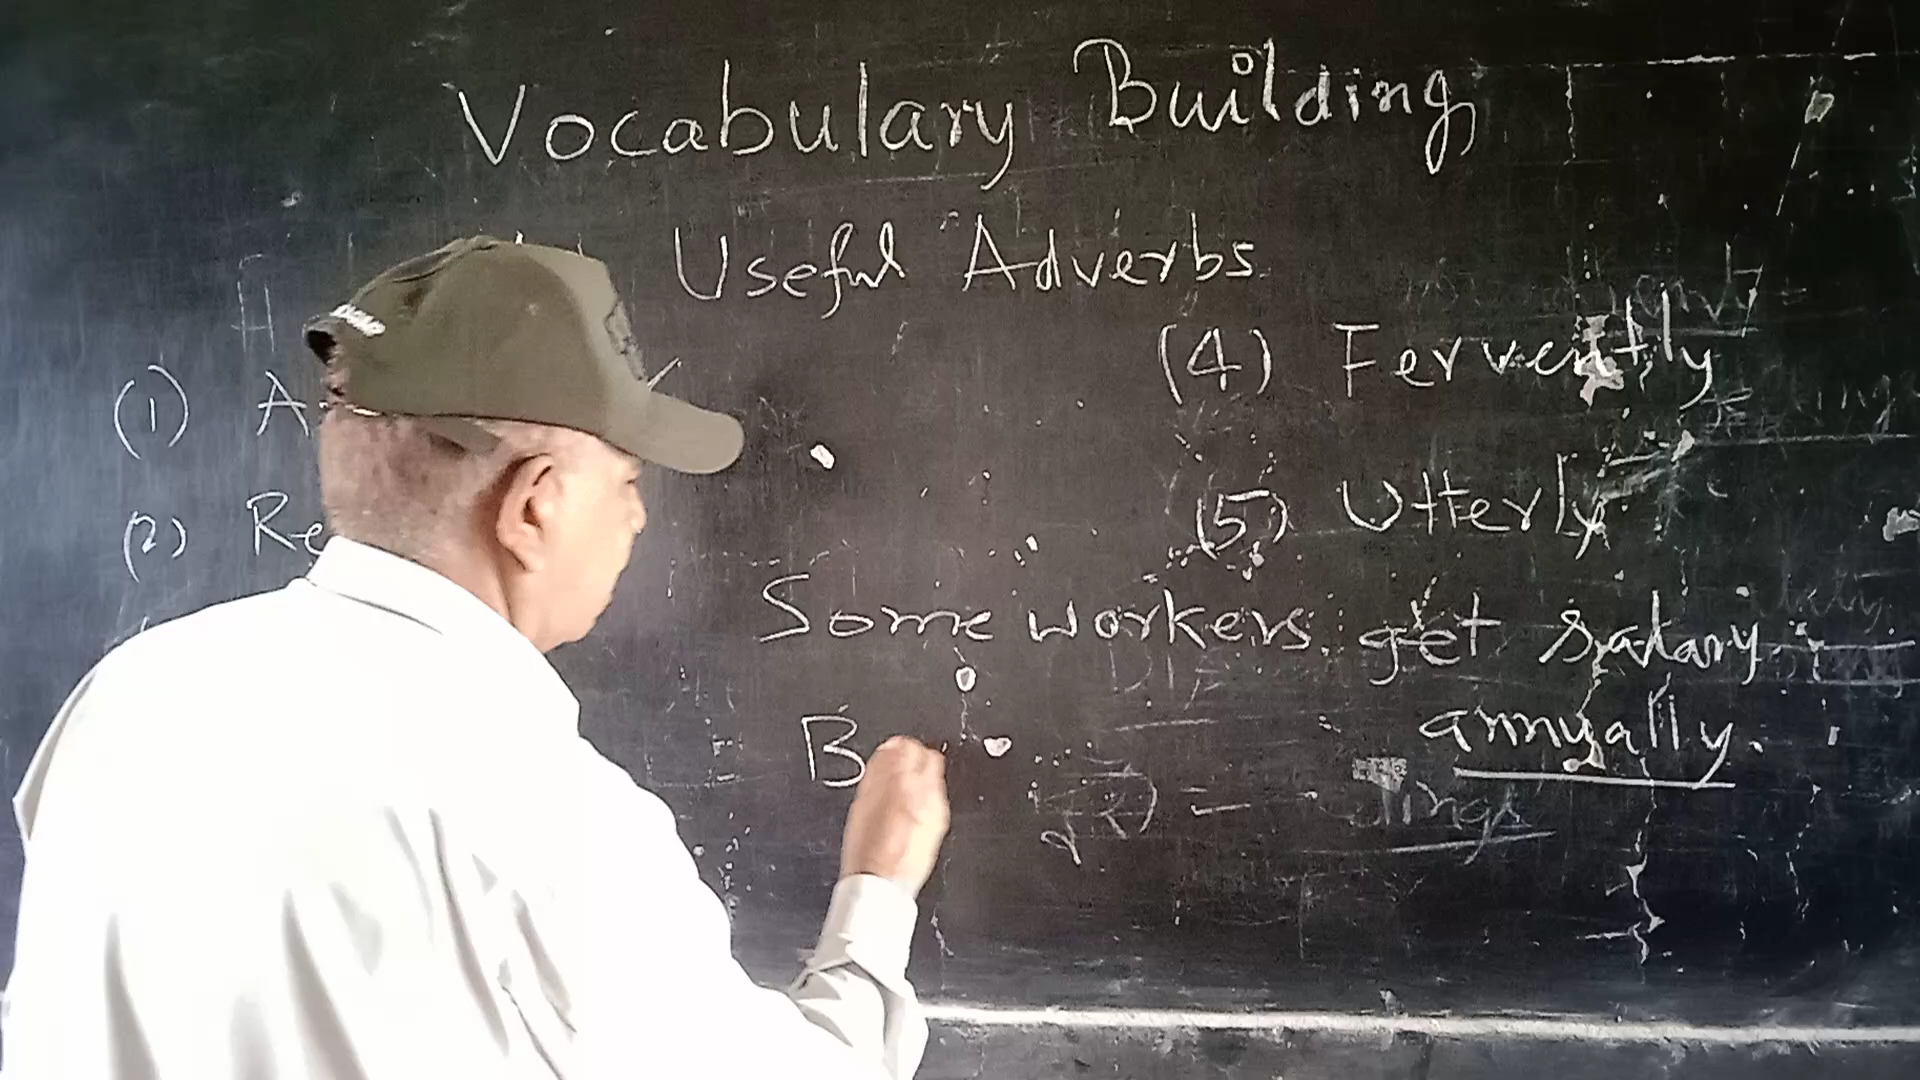 Vocabulary Building
Useful Adverbs
(1) A
(2) Re
(4) Fervently
(5) Utterly
Some workers get salary
annually.
B